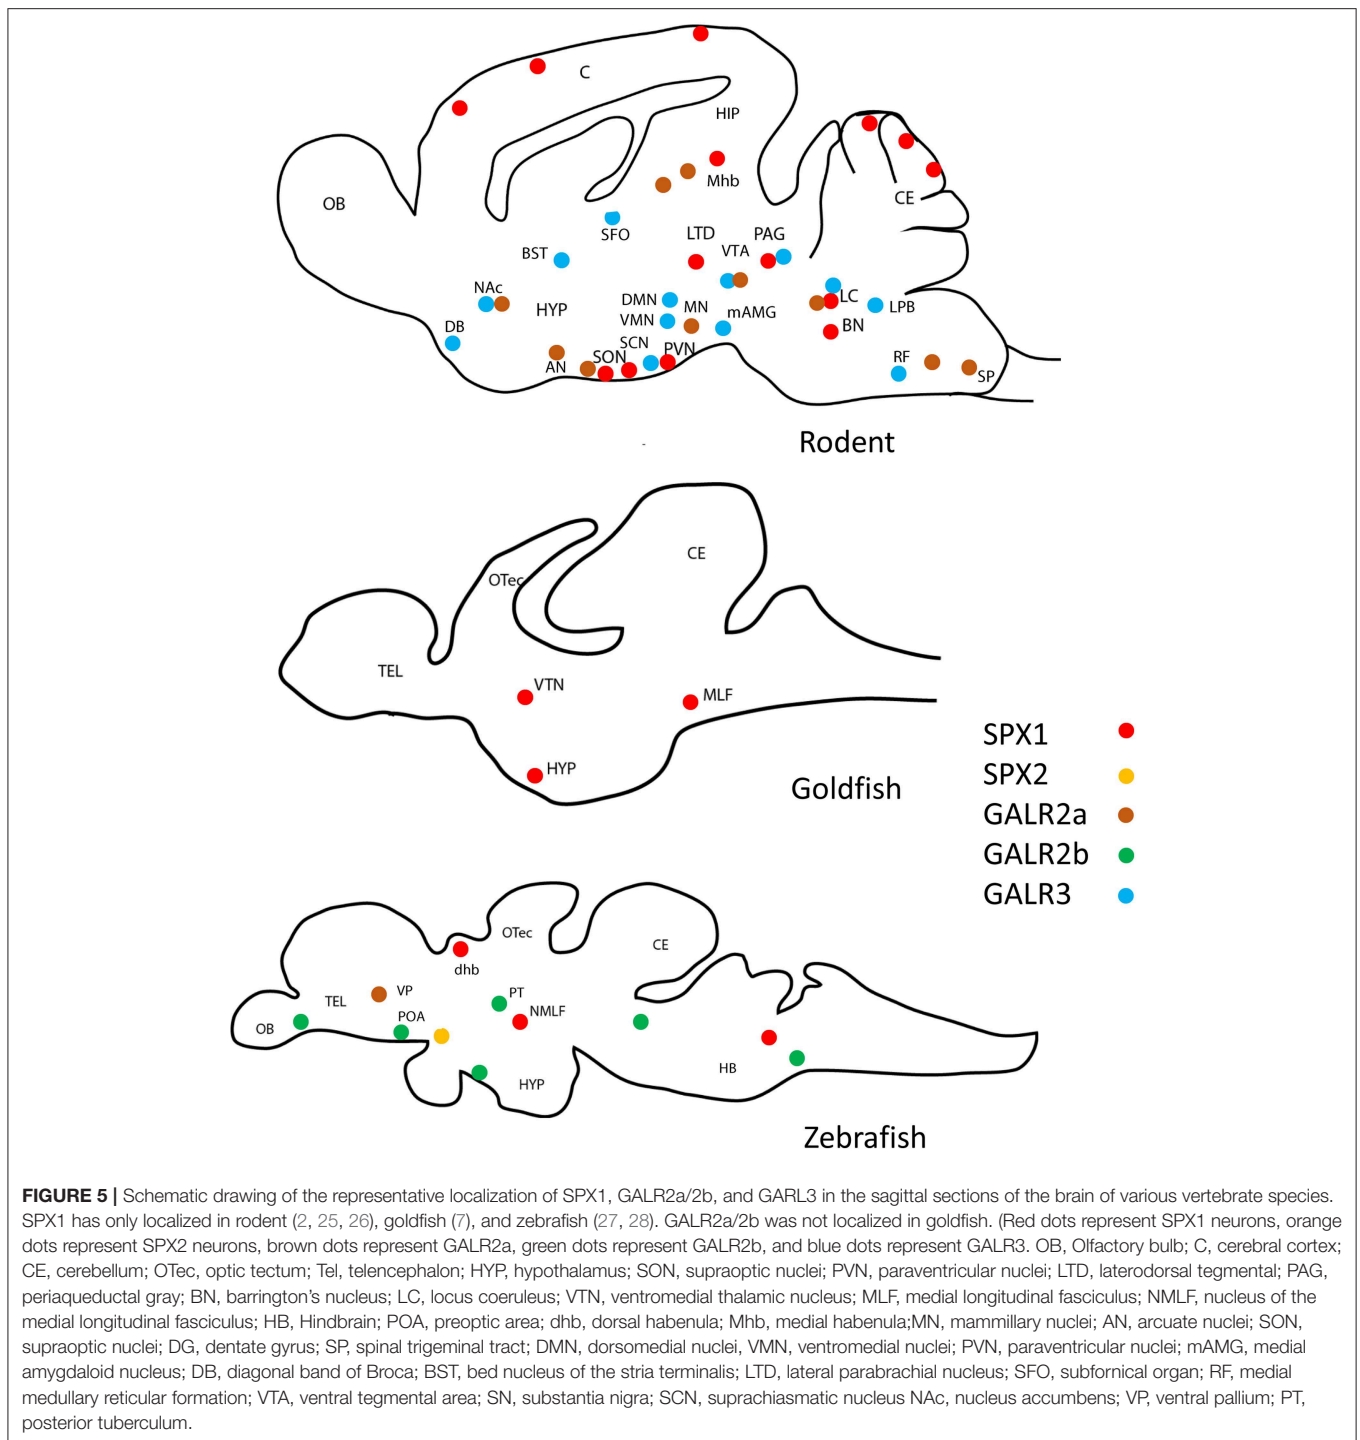 C
HIP
Mhb
OB
CE
SFO
LTD
PAG
BST
VTA
NAc
DMN
MN
LC
LPB
HYP
VMN
mAMG
BN
DB
SCN
PVN
AN
SON
RF
SP
Rodent
CE
OTec
TEL
VTN
MLF
HYP
Goldfish
SPX1
SPX2
GALR2a
GALR2b
GALR3
OTec
CE
dhb
TEL
VP
PT
POA
NMLF
OB
HB
HYP
Zebrafish
FIGURE 5 | Schematic drawing of the representative localization of SPX1, GALR2a/2b, and GARL3 in the sagittal sections of the brain of various vertebrate species.
SPX1 has only localized in rodent (2, 25, 26), goldfish (7), and zebrafish (27, 28). GALR2a/2b was not localized in goldfish. (Red dots represent SPX1 neurons, orange
dots represent SPX2 neurons, brown dots represent GALR2a, green dots represent GALR2b, and blue dots represent GALR3. OB, Olfactory bulb; C, cerebral cortex;
CE, cerebellum; OTec, optic tectum; Tel, telencephalon; HYP, hypothalamus; SON, supraoptic nuclei; PVN, paraventricular nuclei; LTD, laterodorsal tegmental; PAG,
periaqueductal gray; BN, barrington's nucleus; LC, locus coeruleus; VTN, ventromedial thalamic nucleus; MLF, medial longitudinal fasciculus; NMLF, nucleus of the
medial longitudinal fasciculus; HB, Hindbrain; POA, preoptic area; dhb, dorsal habenula; Mhb, medial habenula;MN, mammillary nuclei; AN, arcuate nuclei; SON,
supraoptic nuclei; DG, dentate gyrus; SP, spinal trigeminal tract; DMN, dorsomedial nuclei, VMN, ventromedial nuclei; PVN, paraventricular nuclei; mAMG, medial
amygdaloid nucleus; DB, diagonal band of Broca; BST, bed nucleus of the stria terminalis; LTD, lateral parabrachial nucleus; SFO, subfornical organ; RF, medial
medullary reticular formation; VTA, ventral tegmental area; SN, substantia nigra; SCN, suprachiasmatic nucleus NAc, nucleus accumbens; VP, ventral pallium; PT,
posterior tuberculum.